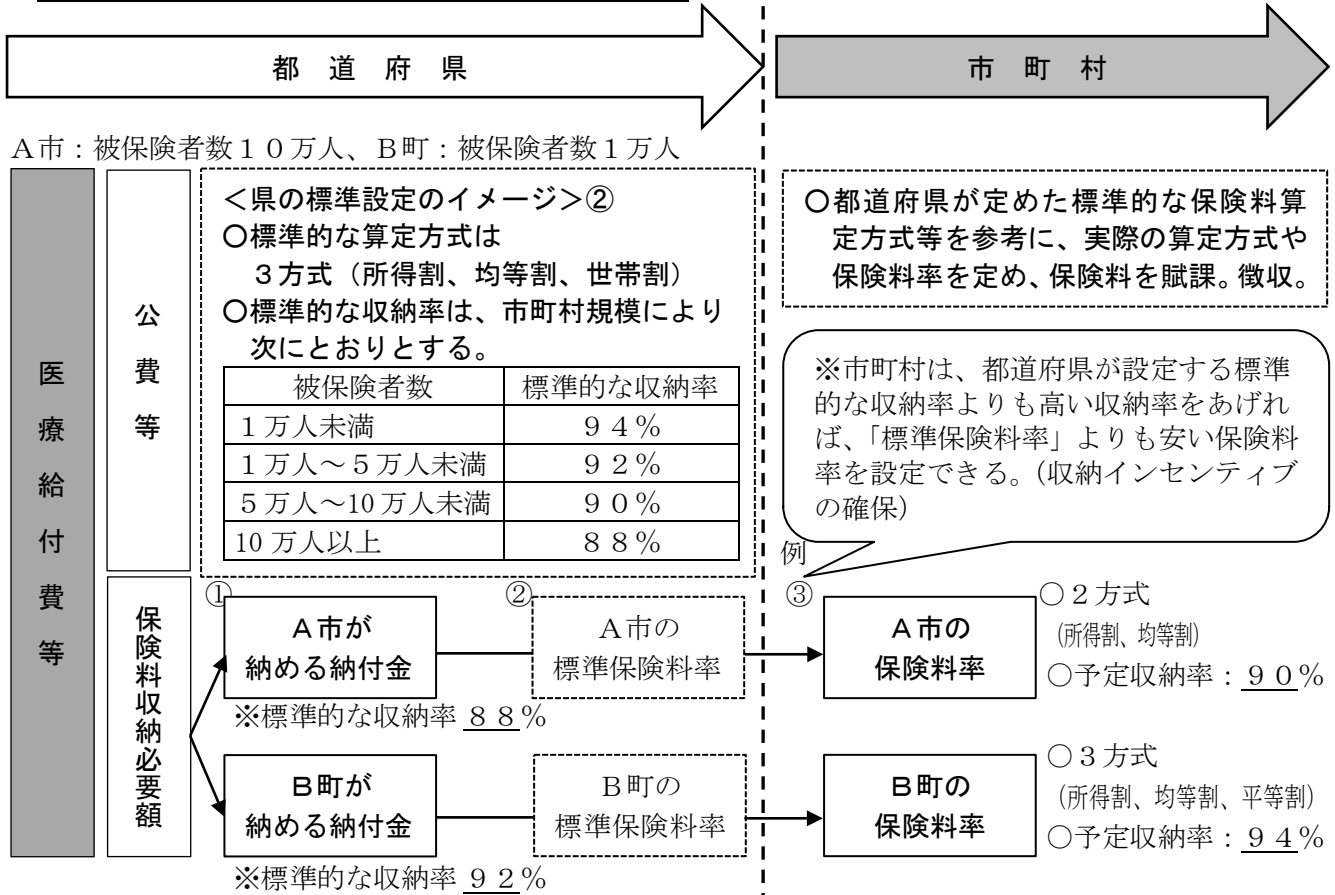 都道府県
市町村
A市：被保険者数１０万人、B町：被保険者数１万人
医療給付費等
公費等
＜県の標準設定のイメージ＞②
○標準的な算定方式は
３方式（所得割、均等割、世帯割）
○標準的な収納率は、市町村規模により
次にとおりとする。
被保険者数 標準的な収納率
１万人未満 ９４％
１万人～５万人未満 ９２％
５万人～10万人未満 ９０％
10万人以上 ８８％
○都道府県が定めた標準的な保険料算
定方式等を参考に、実際の算定方式や
保険料率を定め、保険料を賦課。徴収。
※市町村は、都道府県が設定する標準
的な収納率よりも高い収納率をあげれ
ば、「標準保険料率」よりも安い保険料
率を設定できる。（収納インセンティブ
の確保）
例
保険料収納必要額
①
A市が
納める納付金
※標準的な収納率 ８８％
②
A市の
標準保険料率
③
A市の
保険料率
○２方式
（所得割、均等割）
○予定収納率：９０％
B町が
納める納付金
※標準的な収納率 ９２％
B町の
標準保険料率
B町の
保険料率
○３方式
（所得割、均等割、平等割）
○予定収納率：９４％